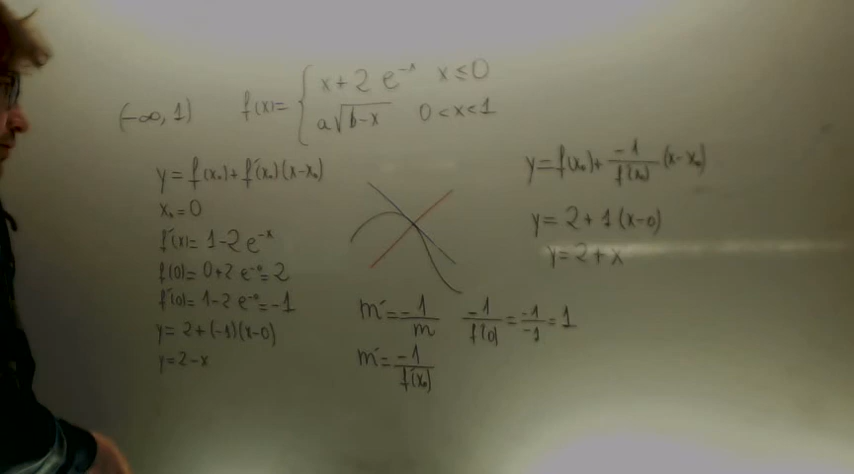 (-∞, 1) f(x)= { x+2 e^-x x≤0
a√b-x 0<x<1
y=f(x₀)+f'(x₀)(x-x₀)
x₀=0
f'(x)=1-2 e^-x
f(0)=0+2 e^-0=2
f'(0)=1-2 e^-0=-1
y=2+(-1)(x-0)
y=2-x
m'=-1/m -1/f'(0)=-1/-1=1
m'=-1/f'(x₀)
y=f(x₀)+-1/f'(x₀)(x-x₀)
y=2+1(x-0)
y=2+x